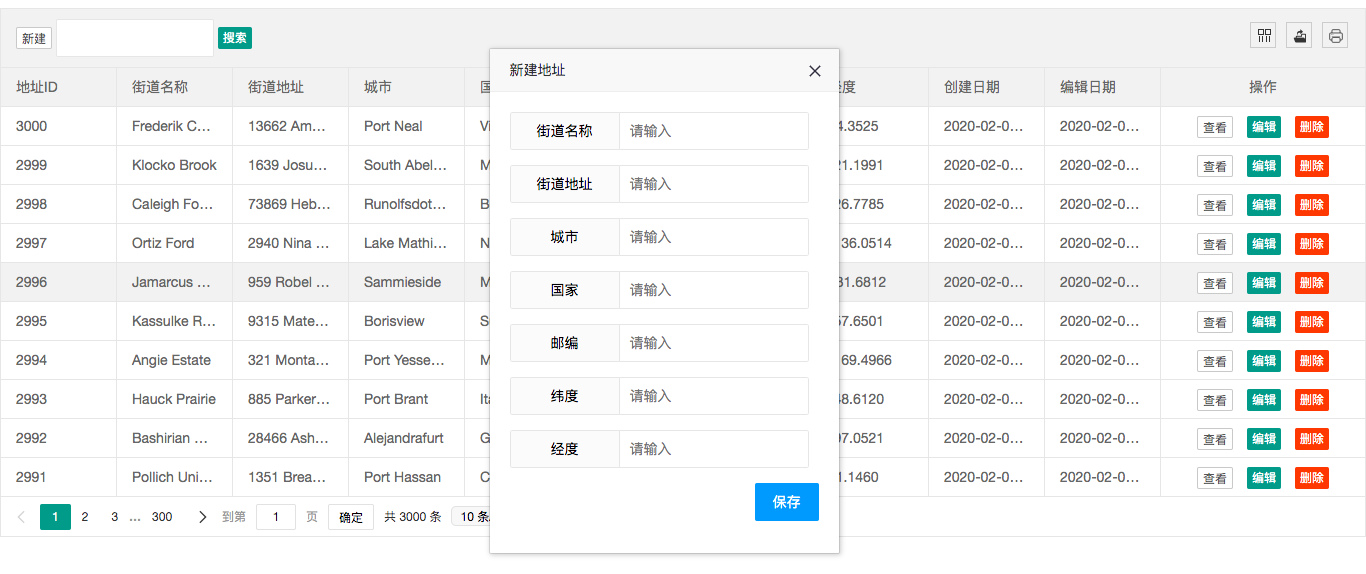 新建 搜索
新建地址
地址ID 街道名称 街道地址 城市 度 创建日期 编辑日期 操作
街道名称 请输入
3000 Frederik C... 13662 Am... Port Neal 4.3525 2020-02-0... 2020-02-0... 查看 编辑 删除
2999 Klocko Brook 1639 Josu... South Abel... M 21.1991 2020-02-0... 2020-02-0... 查看 编辑 删除
街道地址 请输入
2998 Caleigh Fo... 73869 Heb... Runolfsdot... B 26.7785 2020-02-0... 2020-02-0... 查看 编辑 删除
城市 请输入
2997 Ortiz Ford 2940 Nina ... Lake Mathi... N 36.0514 2020-02-0... 2020-02-0... 查看 编辑 删除
2996 Jamarcus ... 959 Robel ... Sammieside M 31.6812 2020-02-0... 2020-02-0... 查看 编辑 删除
国家 请输入
2995 Kassulke R... 9315 Mate... Borisview S 57.6501 2020-02-0... 2020-02-0... 查看 编辑 删除
邮编 请输入
2994 Angie Estate 321 Monta... Port Yesse... M 69.4966 2020-02-0... 2020-02-0... 查看 编辑 删除
2993 Hauck Prairie 885 Parker... Port Brant Ita 48.6120 2020-02-0... 2020-02-0... 查看 编辑 删除
纬度 请输入
2992 Bashirian ... 28466 Ash... Alejandrafurt G 97.0521 2020-02-0... 2020-02-0... 查看 编辑 删除
经度 请输入
2991 Pollich Uni... 1351 Brea... Port Hassan C 1.1460 2020-02-0... 2020-02-0... 查看 编辑 删除
保存
1 2 3 ... 300 到第 1 页 确定 共 3000 条 10 条